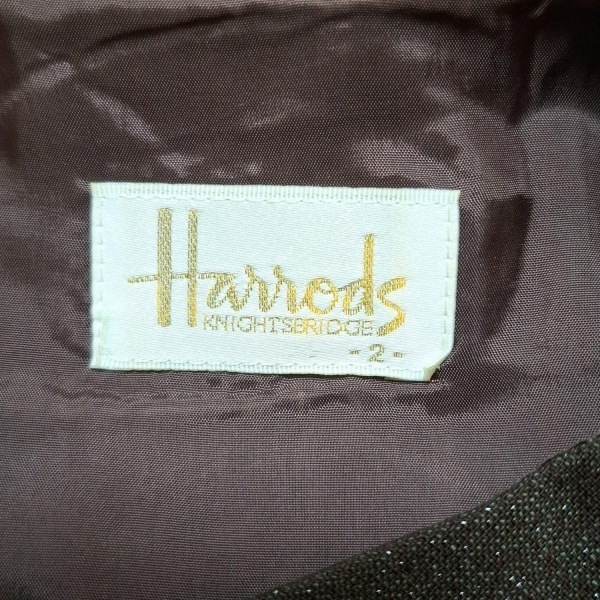 Harrods
KNIGHTSBRIDGE
- 2 -